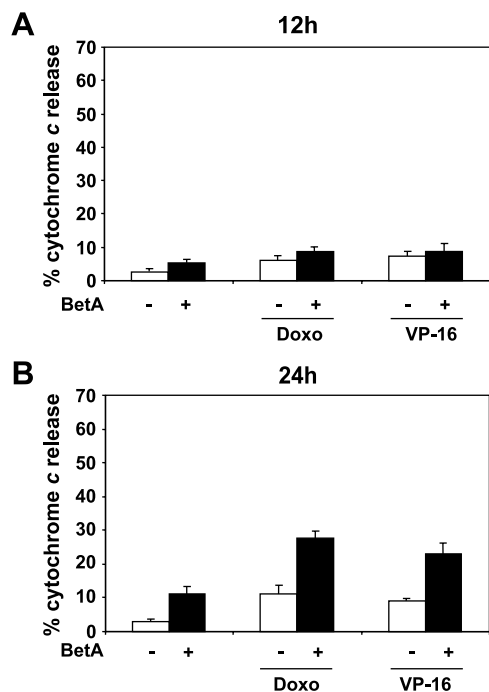 A
12h
% cytochrome c release
70
60
50
40
30
20
10
0
BetA - + - + - +
Doxo VP-16
B
24h
% cytochrome c release
70
60
50
40
30
20
10
0
BetA - + - + - +
Doxo VP-16